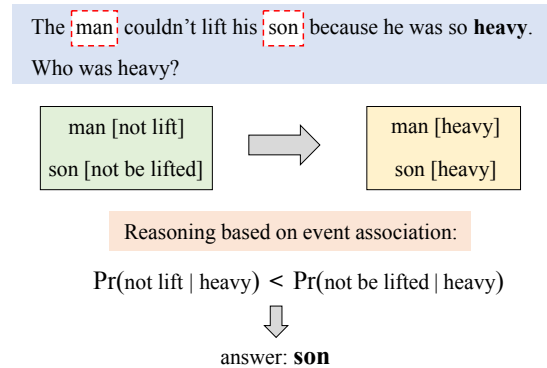 The man couldn't lift his son because he was so heavy.
Who was heavy?
man [not lift]
son [not be lifted]
man [heavy]
son [heavy]
Reasoning based on event association:
Pr(not lift | heavy) < Pr(not be lifted | heavy)
answer: son